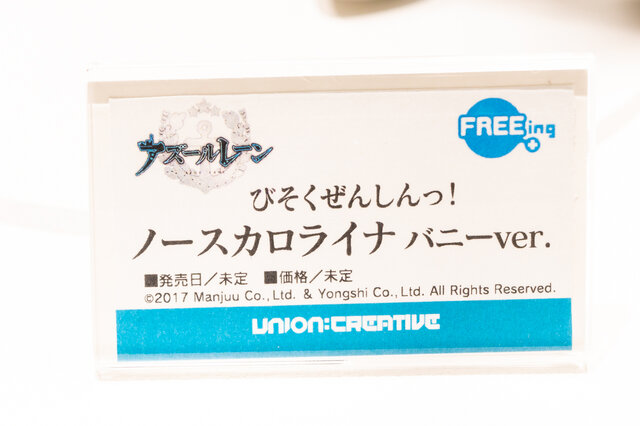 アズールレーン
FREEing
びそくぜんしんっ!
ノースカロライナ バニーver.
■発売日/未定 ■価格/未定
©2017 Manjuu Co.,Ltd. & Yongshi Co.,Ltd. All Rights Reserved.
UNION:CREATIVE